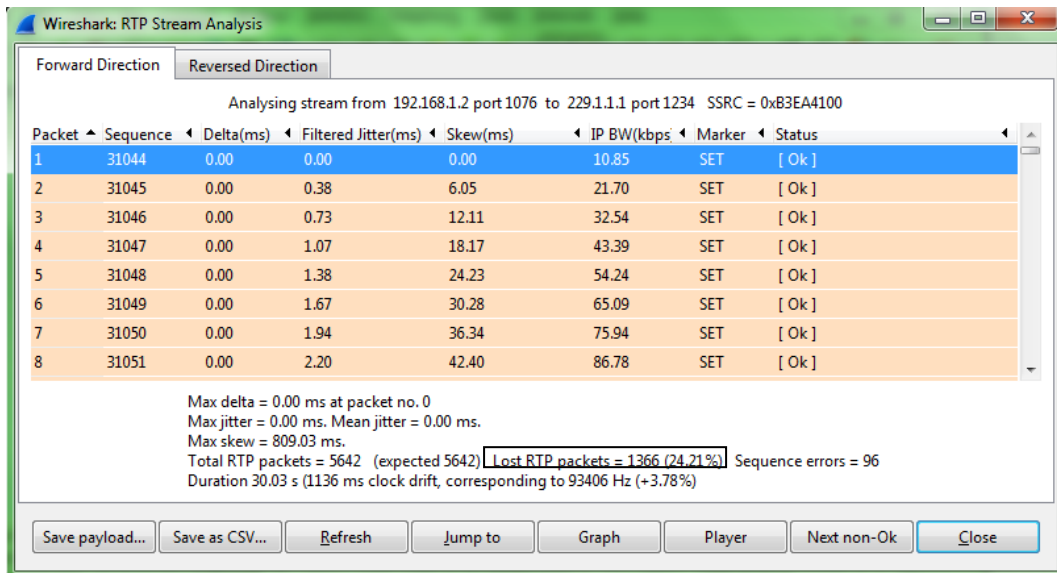 Wireshark: RTP Stream Analysis
Forward Direction Reversed Direction
Analysing stream from 192.168.1.2 port 1076 to 229.1.1.1 port 1234 SSRC = 0xB3EA4100
Packet Sequence Delta(ms) Filtered Jitter(ms) Skew(ms) IP BW(kbps) Marker Status
1 31044 0.00 0.00 0.00 10.85 SET [ Ok ]
2 31045 0.00 0.38 6.05 21.70 SET [ Ok ]
3 31046 0.00 0.73 12.11 32.54 SET [ Ok ]
4 31047 0.00 1.07 18.17 43.39 SET [ Ok ]
5 31048 0.00 1.38 24.23 54.24 SET [ Ok ]
6 31049 0.00 1.67 30.28 65.09 SET [ Ok ]
7 31050 0.00 1.94 36.34 75.94 SET [ Ok ]
8 31051 0.00 2.20 42.40 86.78 SET [ Ok ]
Max delta = 0.00 ms at packet no. 0
Max jitter = 0.00 ms. Mean jitter = 0.00 ms.
Max skew = 809.03 ms.
Total RTP packets = 5642 (expected 5642) Lost RTP packets = 1366 (24.21%) Sequence errors = 96
Duration 30.03 s (1136 ms clock drift, corresponding to 93406 Hz (+3.78%)
Save payload... Save as CSV... Refresh Jump to Graph Player Next non-Ok Close